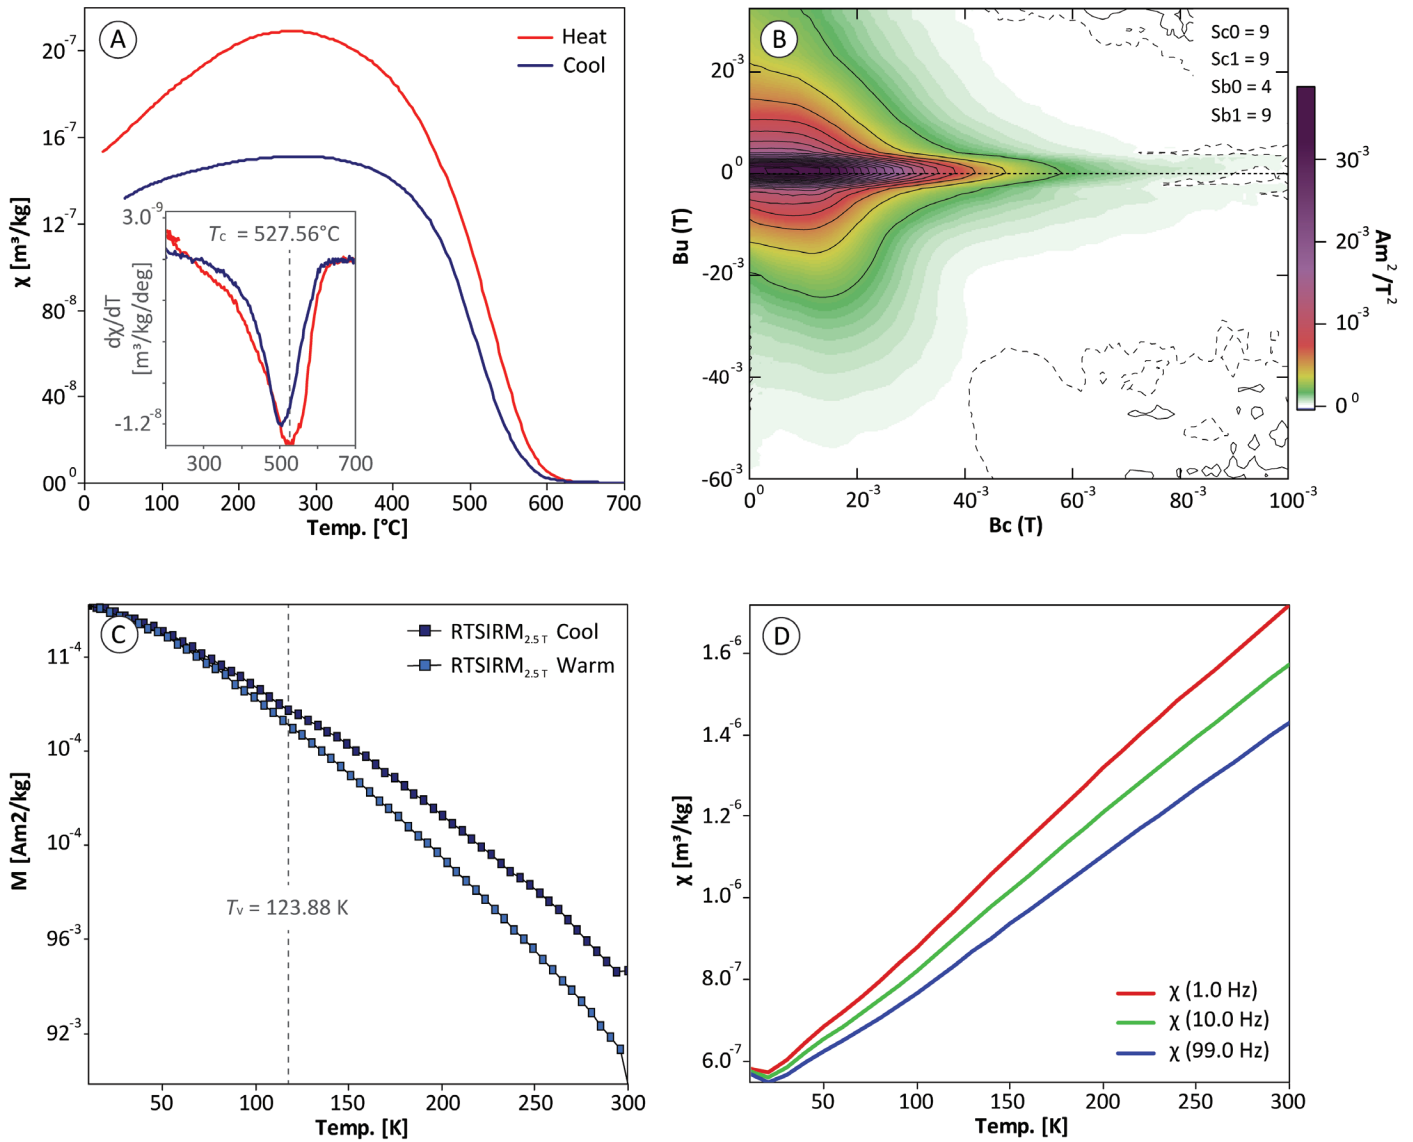 A
Heat
Cool
20⁻⁷
16⁻⁷
12⁻⁷
80⁻⁸
40⁻⁸
00⁰
χ [m³/kg]
0 100 200 300 400 500 600 700
Temp. [°C]
3.0⁻⁹
-1.2⁻⁸
Tc = 527.56°C
dχ/dT
[m³/kg/deg]
300 500 700
B
Sc0 = 9
Sc1 = 9
Sb0 = 4
Sb1 = 9
20⁻³
0⁰
-20⁻³
-40⁻³
-60⁻³
Bu (T)
0⁰ 20⁻³ 40⁻³ 60⁻³ 80⁻³ 100⁻³
Bc (T)
30⁻³
20⁻³
10⁻³
0⁰
Am²/T²
C
RTSIRM₂.₅ T Cool
RTSIRM₂.₅ T Warm
11⁻⁴
10⁻⁴
10⁻⁴
96⁻³
92⁻³
M [Am2/kg]
Tv = 123.88 K
50 100 150 200 250 300
Temp. [K]
D
1.6⁻⁶
1.4⁻⁶
1.2⁻⁶
1.0⁻⁶
8.0⁻⁷
6.0⁻⁷
χ [m³/kg]
χ (1.0 Hz)
χ (10.0 Hz)
χ (99.0 Hz)
50 100 150 200 250 300
Temp. [K]